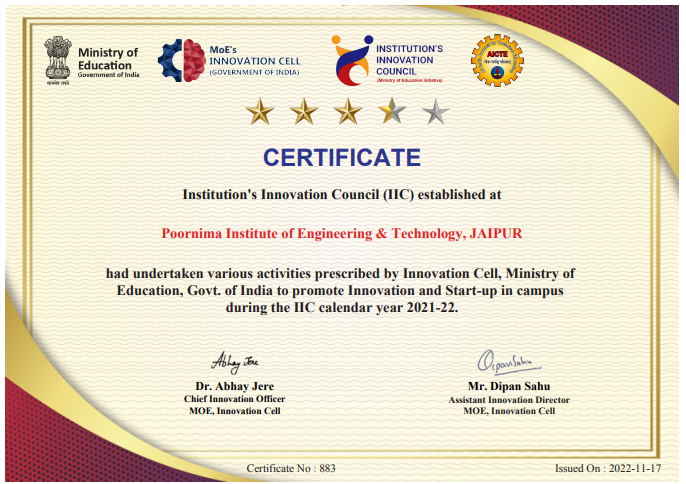 Ministry of
Education
Government of India
सत्यमेव जयते
MoE's
INNOVATION CELL
(GOVERNMENT OF INDIA)
INSTITUTION'S
INNOVATION
COUNCIL
(Ministry of Education Initiative)
AICTE
CERTIFICATE
Institution's Innovation Council (IIC) established at
Poornima Institute of Engineering & Technology, JAIPUR
had undertaken various activities prescribed by Innovation Cell, Ministry of
Education, Govt. of India to promote Innovation and Start-up in campus
during the IIC calendar year 2021-22.
Abhay Jere
Dipan Sahu
Dr. Abhay Jere
Chief Innovation Officer
MOE, Innovation Cell
Mr. Dipan Sahu
Assistant Innovation Director
MOE, Innovation Cell
Certificate No : 883
Issued On : 2022-11-17